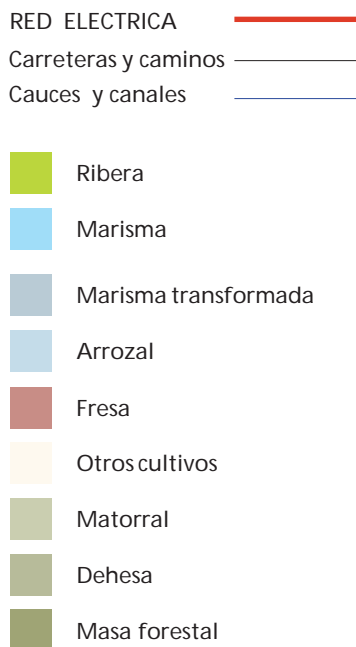 RED ELECTRICA
Carreteras y caminos
Cauces y canales
Ribera
Marisma
Marisma transformada
Arrozal
Fresa
Otros cultivos
Matorral
Dehesa
Masa forestal